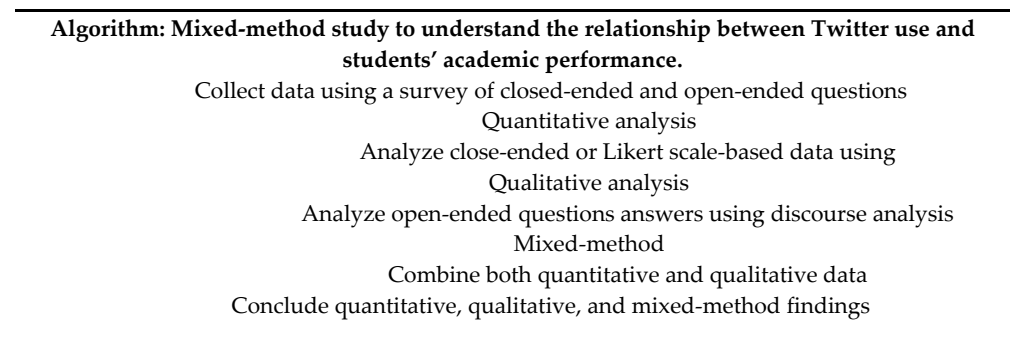 Algorithm: Mixed-method study to understand the relationship between Twitter use and
students’ academic performance.
Collect data using a survey of closed-ended and open-ended questions
Quantitative analysis
Analyze close-ended or Likert scale-based data using
Qualitative analysis
Analyze open-ended questions answers using discourse analysis
Mixed-method
Combine both quantitative and qualitative data
Conclude quantitative, qualitative, and mixed-method findings